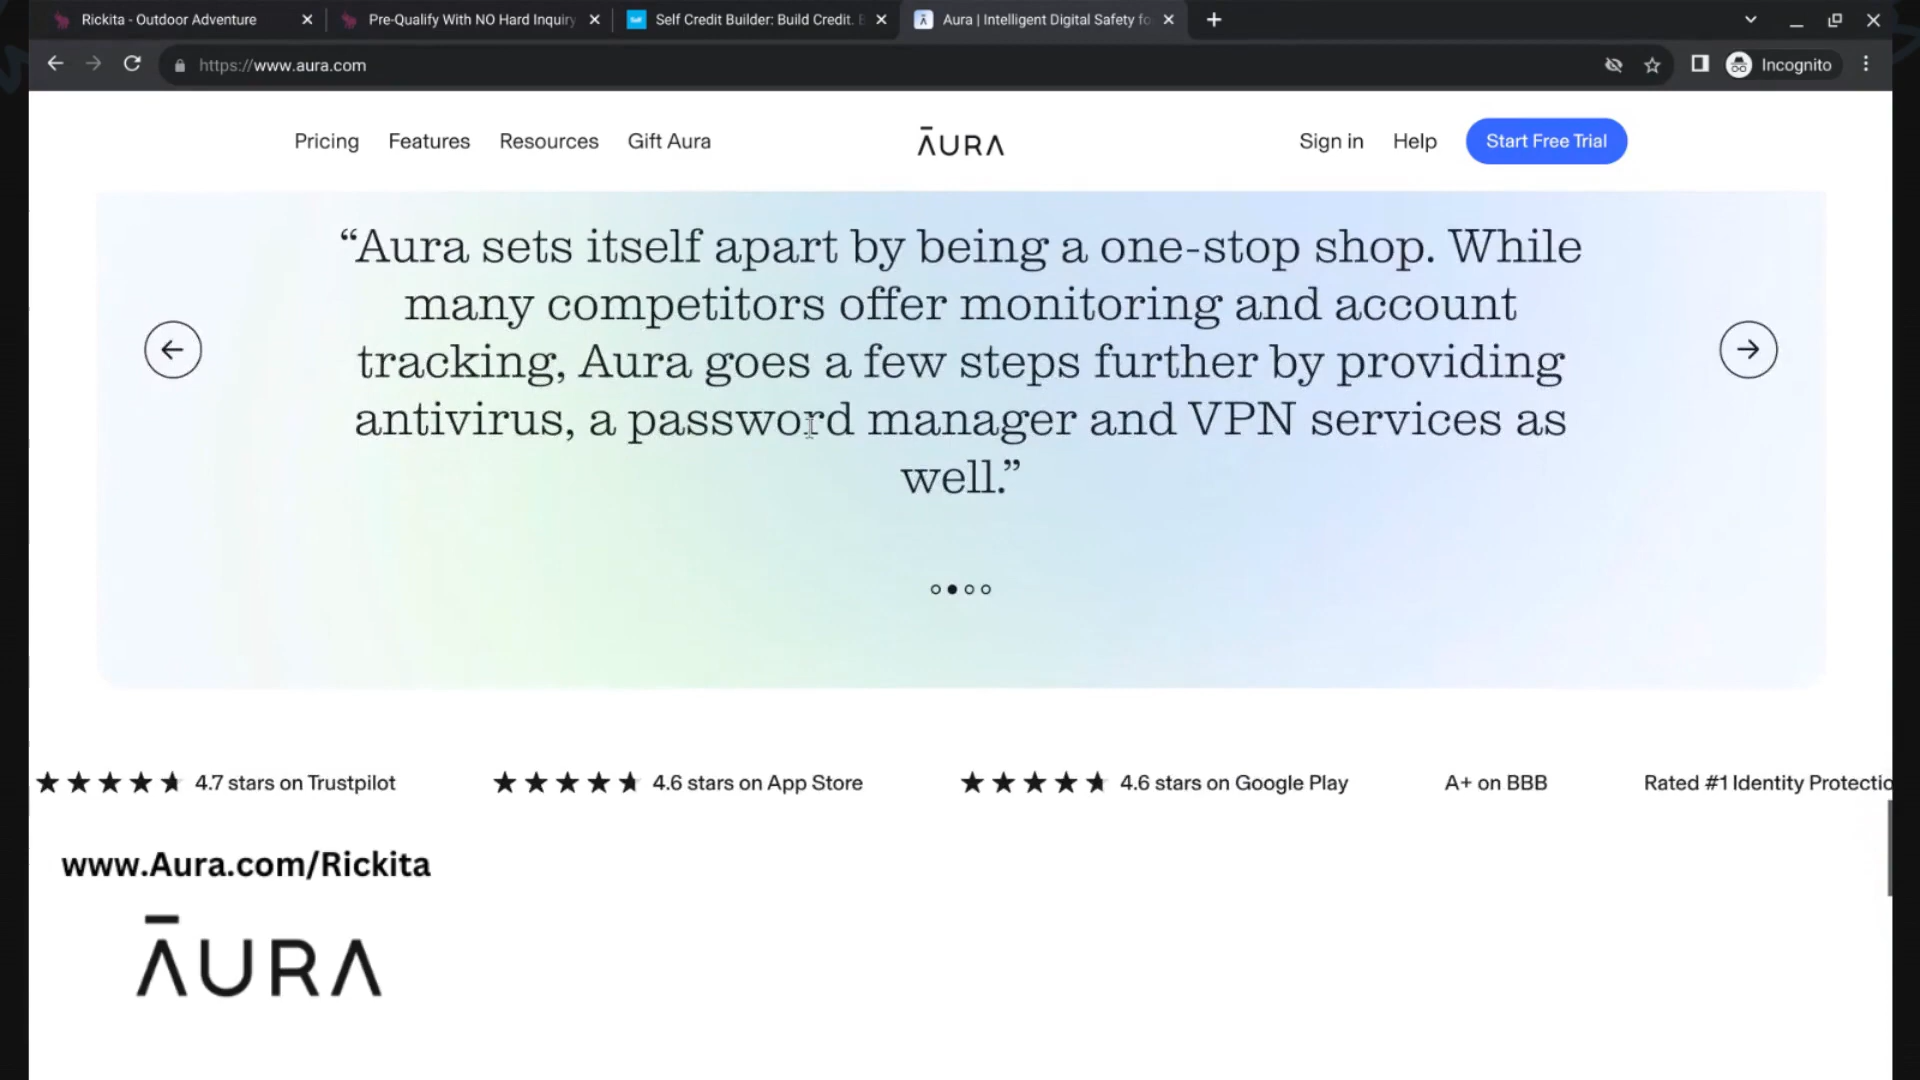 Rickita - Outdoor Adventure
Pre-Qualify With NO Hard Inquiry
Self Credit Builder: Build Credit.
Aura | Intelligent Digital Safety fo
https://www.aura.com
Incognito
Pricing
Features
Resources
Gift Aura
ĀURA
Sign in
Help
Start Free Trial
“Aura sets itself apart by being a one-stop shop. While
many competitors offer monitoring and account
tracking, Aura goes a few steps further by providing
antivirus, a password manager and VPN services as
well.”
4.7 stars on Trustpilot
4.6 stars on App Store
4.6 stars on Google Play
A+ on BBB
Rated #1 Identity Protectio
www.Aura.com/Rickita
ĀURA